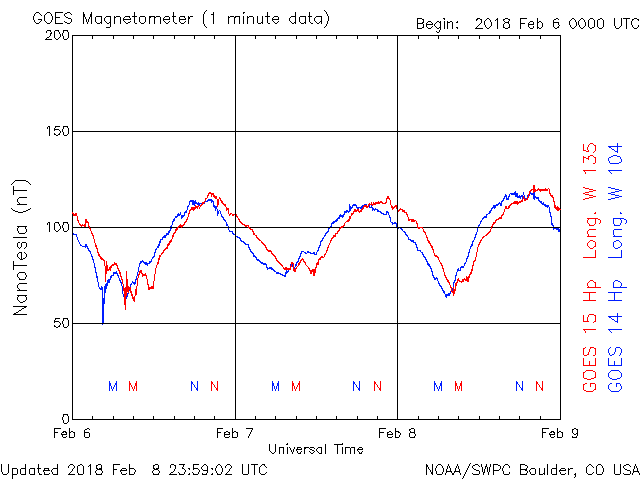 GOES Magnetometer (1 minute data)
Begin: 2018 Feb 6 0000 UTC
200
150
100
50
0
NanoTesla (nT)
M M N N M M N N M M N N
Feb 6 Feb 7 Feb 8 Feb 9
Universal Time
GOES 15 Hp Long. W 135
GOES 14 Hp Long. W 104
Updated 2018 Feb 8 23:59:02 UTC
NOAA/SWPC Boulder, CO USA